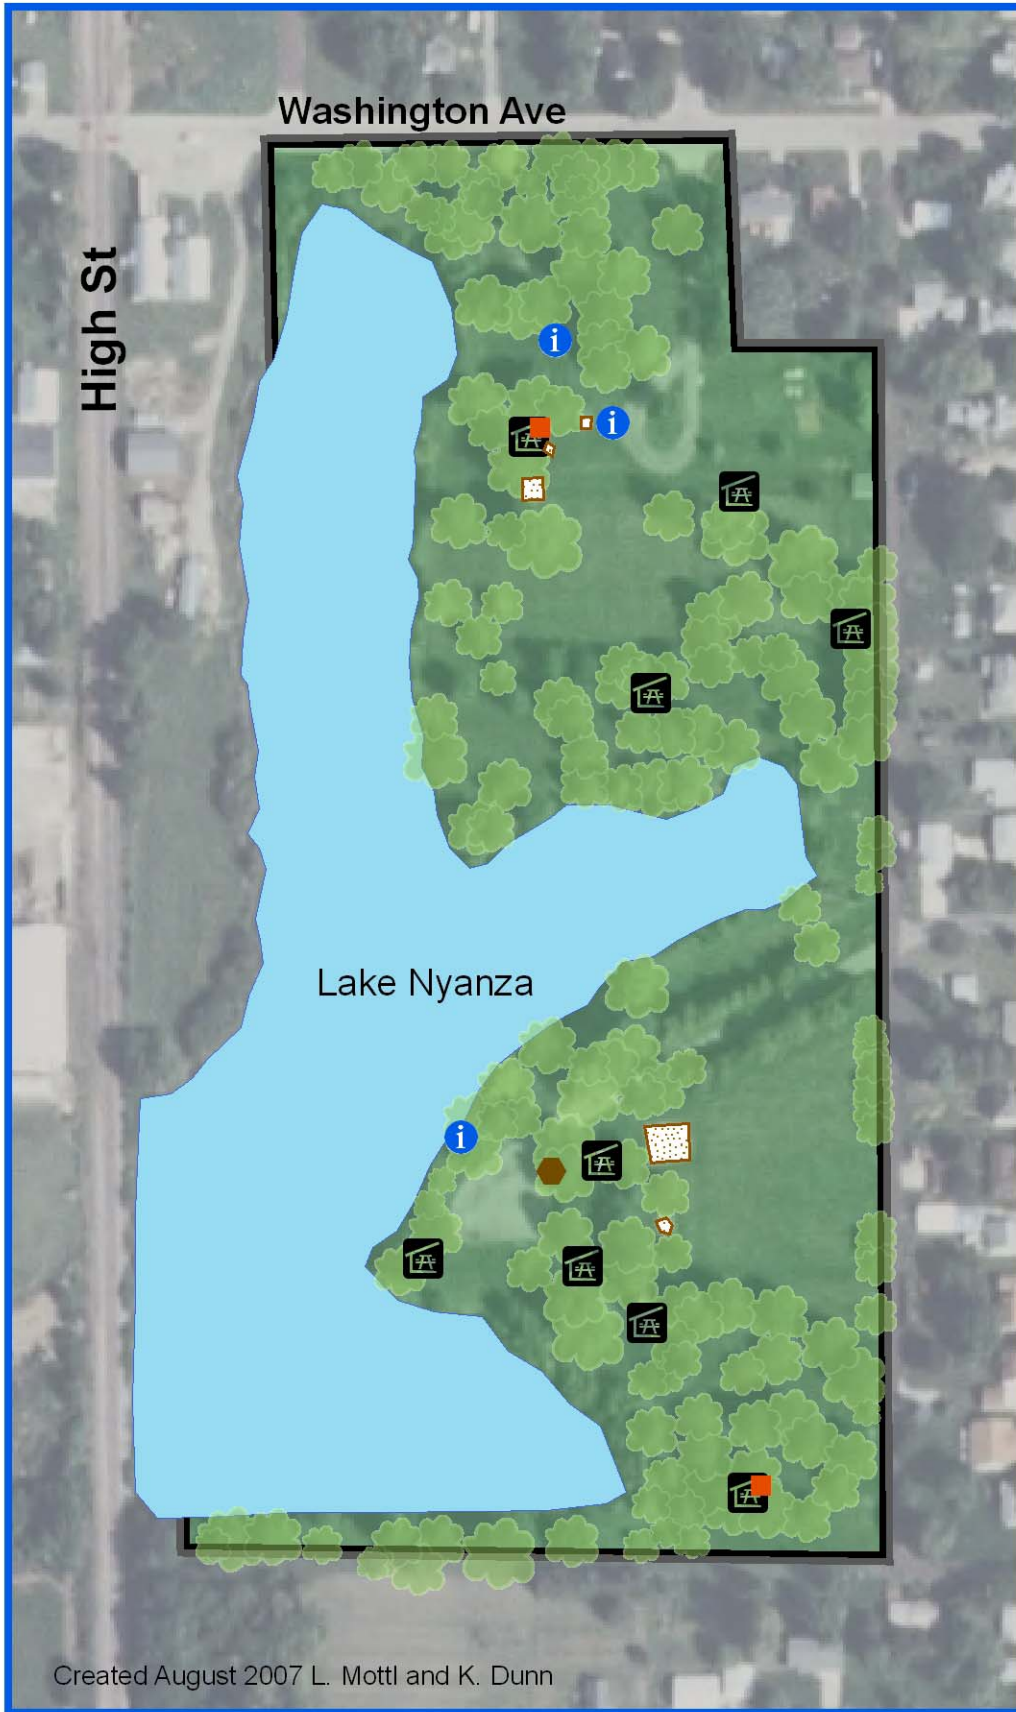 Washington Ave
High St
i
i
Lake Nyanza
i
Created August 2007 L. Mottl and K. Dunn